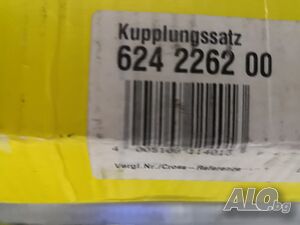 Kupplungssatz
624 2262 00
Vergl. Nr./Cross - Reference
ALO.bg